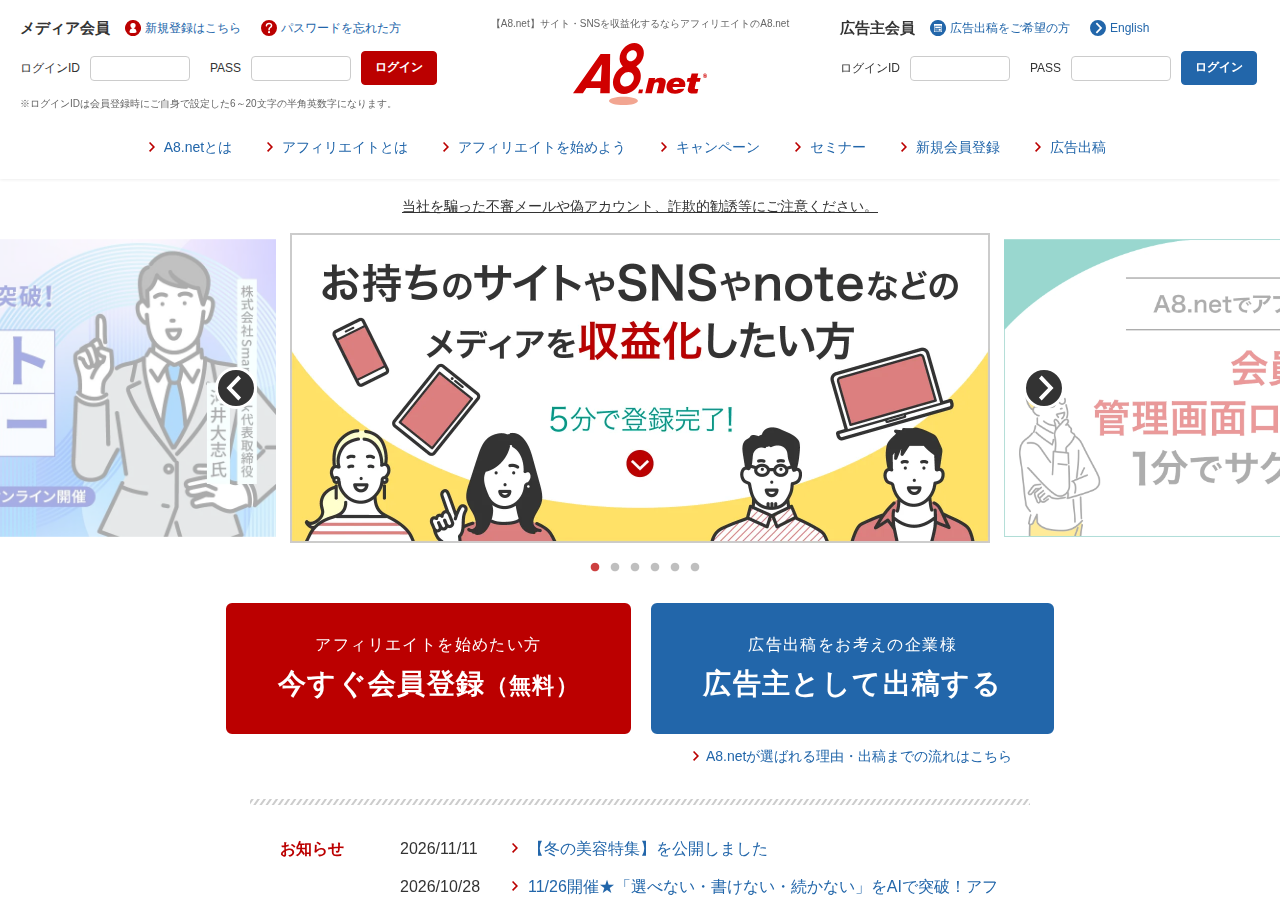 メディア会員 新規登録はこちら パスワードを忘れた方
ログインID PASS ログイン
※ログインIDは会員登録時にご自身で設定した6～20文字の半角英数字になります。
【A8.net】サイト・SNSを収益化するならアフィリエイトのA8.net
A8.net
広告主会員 広告出稿をご希望の方 English
ログインID PASS ログイン
A8.netとは アフィリエイトとは アフィリエイトを始めよう キャンペーン セミナー 新規会員登録 広告出稿
当社を騙った不審メールや偽アカウント、詐欺的勧誘等にご注意ください。
突破！
ト
ー
ンライン開催
株式会社Smar
代表取締役
井大志氏
お持ちのサイトやSNSやnoteなどの
メディアを収益化したい方
5分で登録完了！
A8.netでア
会
管理画面ロ
1分でサク
アフィリエイトを始めたい方
今すぐ会員登録（無料）
広告出稿をお考えの企業様
広告主として出稿する
A8.netが選ばれる理由・出稿までの流れはこちら
お知らせ 2026/11/11 【冬の美容特集】を公開しました
2026/10/28 11/26開催★「選べない・書けない・続かない」をAIで突破！アフ